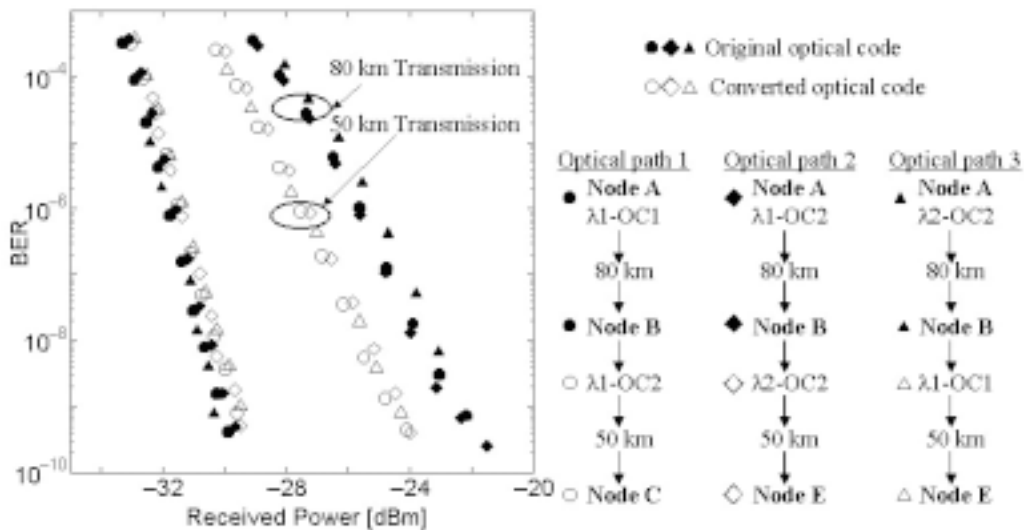 10−4
10−6
10−8
10−10
BER
−32
−28
−24
−20
Received Power [dBm]
80 km Transmission
50 km Transmission
Original optical code
Converted optical code
Optical path 1
Node A
λ1-OC1
80 km
Node B
λ1-OC2
50 km
Node C
Optical path 2
Node A
λ1-OC2
80 km
Node B
λ2-OC2
50 km
Node E
Optical path 3
Node A
λ2-OC2
80 km
Node B
λ1-OC1
50 km
Node E